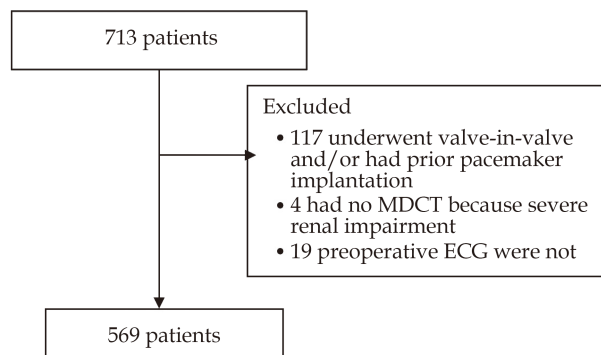 713 patients
Excluded
• 117 underwent valve-in-valve
and/or had prior pacemaker
implantation
• 4 had no MDCT because severe
renal impairment
• 19 preoperative ECG were not
569 patients